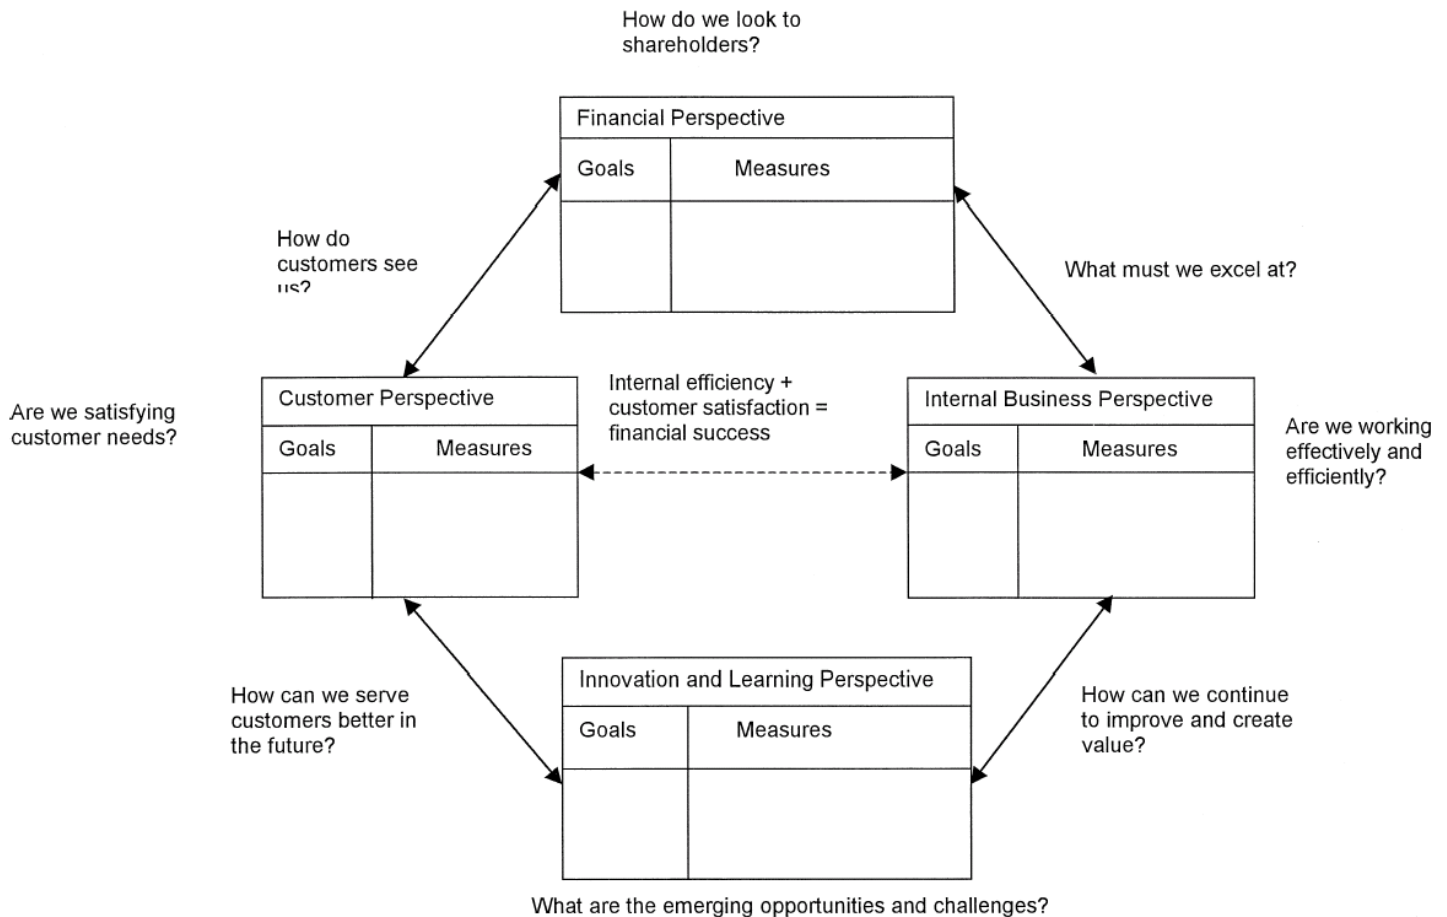 How do we look to
shareholders?
Financial Perspective
Goals
Measures
How do
customers see
us?
What must we excel at?
Customer Perspective
Goals
Measures
Internal efficiency +
customer satisfaction =
financial success
Internal Business Perspective
Goals
Measures
Are we satisfying
customer needs?
Are we working
effectively and
efficiently?
Innovation and Learning Perspective
Goals
Measures
How can we serve
customers better in
the future?
How can we continue
to improve and create
value?
What are the emerging opportunities and challenges?